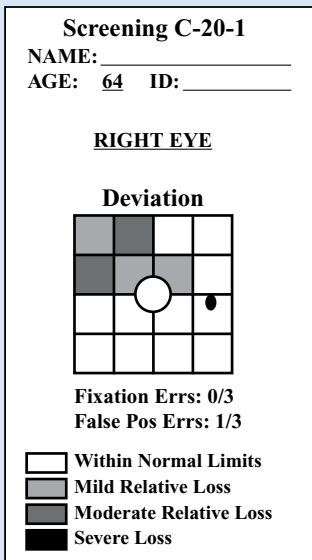 Screening C-20-1
NAME:
AGE: 64 ID:
RIGHT EYE
Deviation
Fixation Errs: 0/3
False Pos Errs: 1/3
Within Normal Limits
Mild Relative Loss
Moderate Relative Loss
Severe Loss